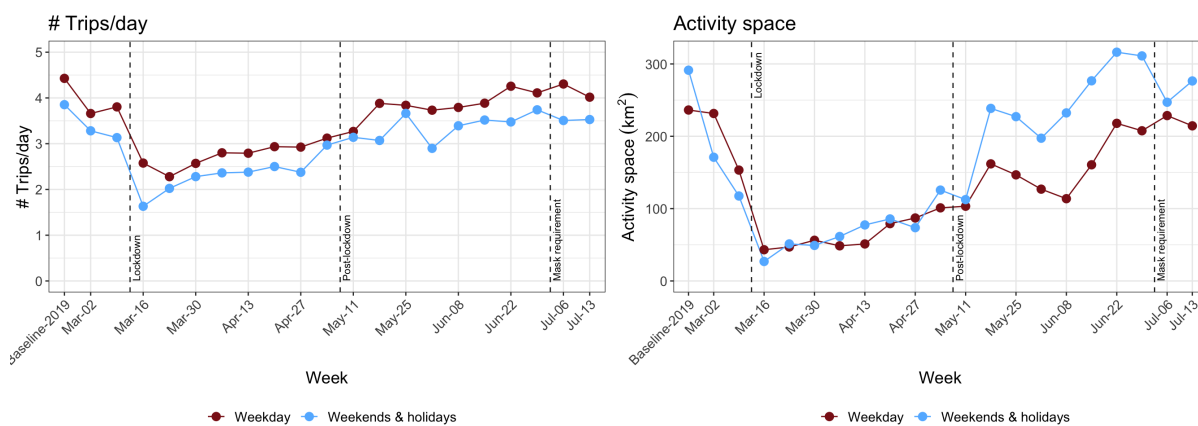 # Trips/day
5
4
3
2
1
0
# Trips/day
Lockdown
Post-lockdown
Mask requirement
Baseline-2019
Mar-02
Mar-16
Mar-30
Apr-13
Apr-27
May-11
May-25
Jun-08
Jun-22
Jul-06
Jul-13
Week
Weekday
Weekends & holidays
Activity space
300
200
100
0
Activity space (km²)
Lockdown
Post-lockdown
Mask requirement
Baseline-2019
Mar-02
Mar-16
Mar-30
Apr-13
Apr-27
May-11
May-25
Jun-08
Jun-22
Jul-06
Jul-13
Week
Weekday
Weekends & holidays